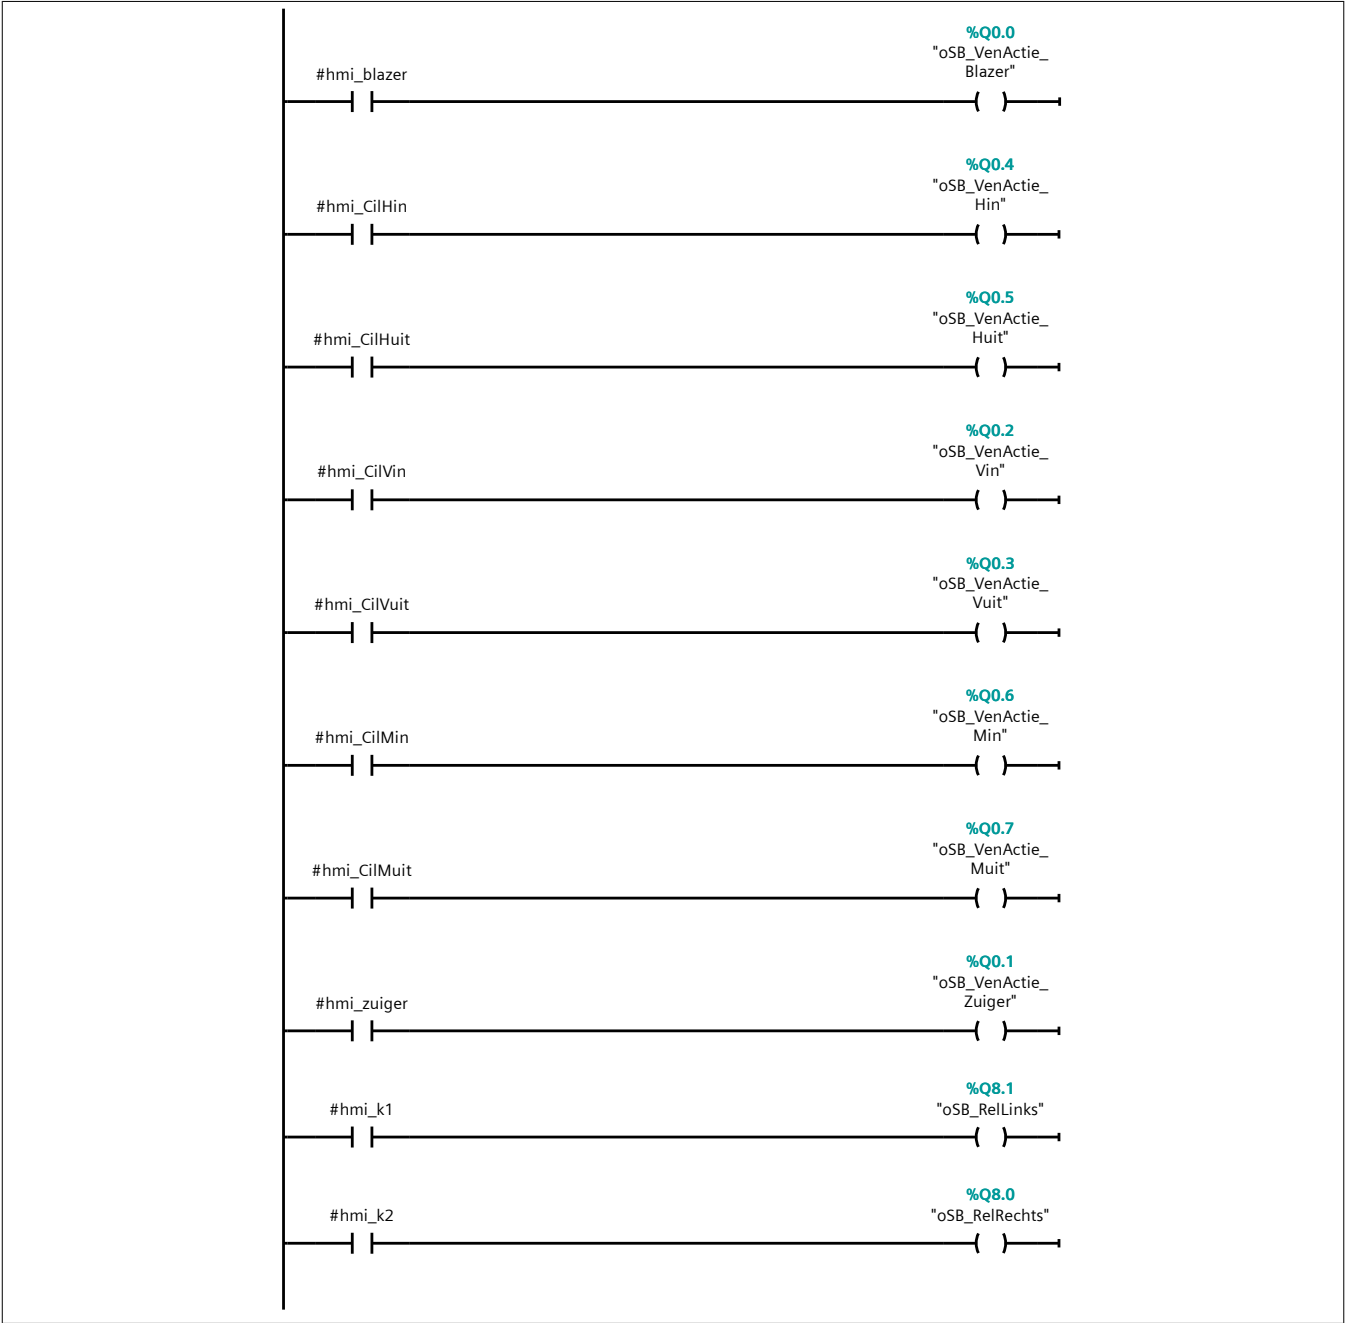 %Q0.0
"oSB_VenActie_
Blazer"
#hmi_blazer
%Q0.4
"oSB_VenActie_
Hin"
#hmi_CilHin
%Q0.5
"oSB_VenActie_
Huit"
#hmi_CilHuit
%Q0.2
"oSB_VenActie_
Vin"
#hmi_CilVin
%Q0.3
"oSB_VenActie_
Vuit"
#hmi_CilVuit
%Q0.6
"oSB_VenActie_
Min"
#hmi_CilMin
%Q0.7
"oSB_VenActie_
Muit"
#hmi_CilMuit
%Q0.1
"oSB_VenActie_
Zuiger"
#hmi_zuiger
%Q8.1
#hmi_k1 "oSB_RelLinks"
%Q8.0
#hmi_k2 "oSB_RelRechts"